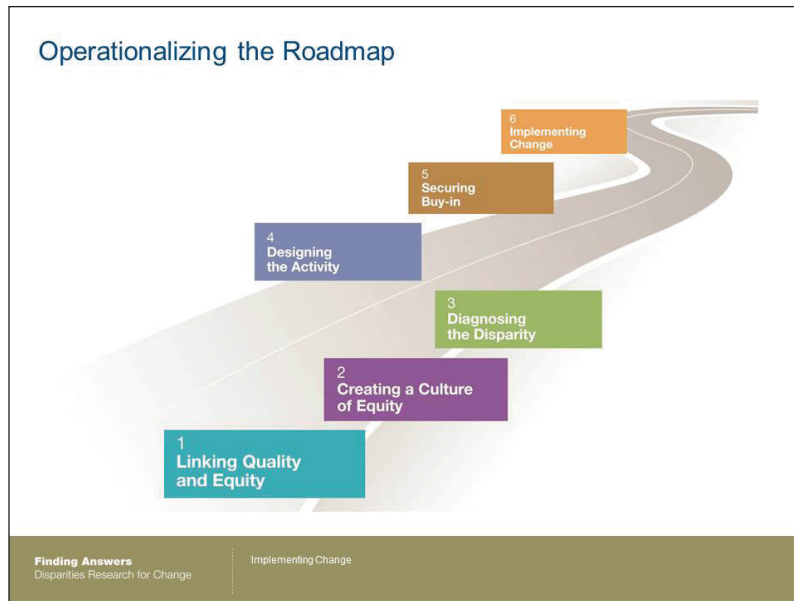 Operationalizing the Roadmap
6
Implementing
Change
5
Securing
Buy-in
4
Designing
the Activity
3
Diagnosing
the Disparity
2
Creating a Culture
of Equity
1
Linking Quality
and Equity
Finding Answers
Disparities Research for Change
Implementing Change